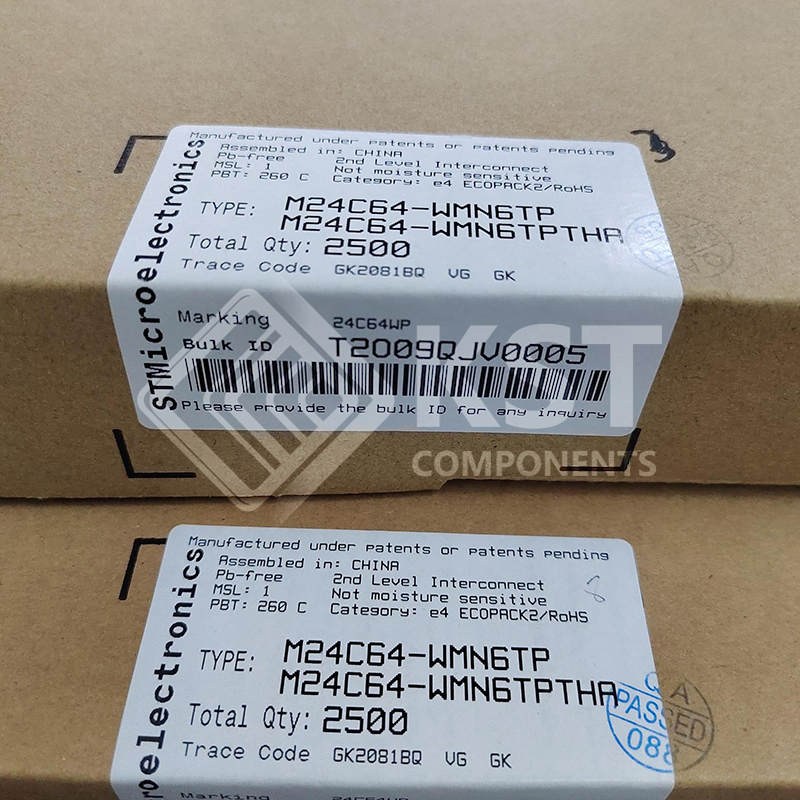 STMicroelectronics
Manufactured under patents or patents pending
Assembled in: CHINA
Pb-free 2nd Level Interconnect
MSL: 1 Not moisture sensitive
PBT: 260 C Category: e4 ECOPACK2/RoHS
TYPE: M24C64-WMN6TP
M24C64-WMN6TPTHA
Total Qty: 2500
Trace Code GK2081BQ VG GK
Marking 24C64WP
Bulk ID T2009QJV0005
Please provide the bulk ID for any inquiry
KST
COMPONENTS
roelectronics
Manufactured under patents or patents pending
Assembled in: CHINA
Pb-free 2nd Level Interconnect
MSL: 1 Not moisture sensitive
PBT: 260 C Category: e4 ECOPACK2/RoHS
8
TYPE: M24C64-WMN6TP
M24C64-WMN6TPTHA
Total Qty: 2500
Trace Code GK2081BQ VG GK
Marking 24C64WP
QA
PASSED
088